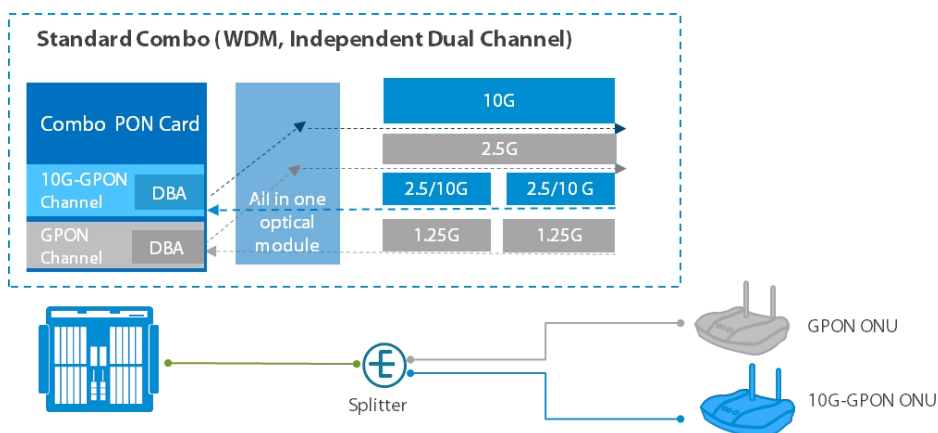 Standard Combo (WDM, Independent Dual Channel)
Combo PON Card
10G-GPON
Channel
DBA
GPON
Channel
DBA
All in one
optical
module
10G
2.5G
2.5/10G
2.5/10 G
1.25G
1.25G
Splitter
GPON ONU
10G-GPON ONU